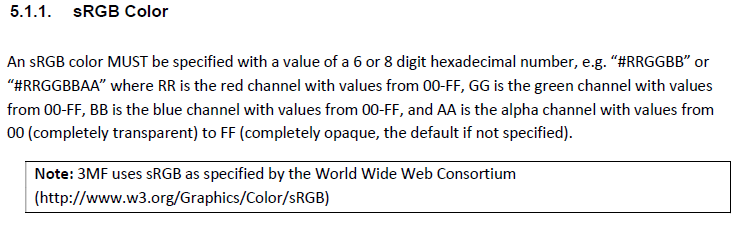 5.1.1. sRGB Color
An sRGB color MUST be specified with a value of a 6 or 8 digit hexadecimal number, e.g. “#RRGGBB” or
“#RRGGBBAA” where RR is the red channel with values from 00-FF, GG is the green channel with values
from 00-FF, BB is the blue channel with values from 00-FF, and AA is the alpha channel with values from
00 (completely transparent) to FF (completely opaque, the default if not specified).
Note: 3MF uses sRGB as specified by the World Wide Web Consortium
(http://www.w3.org/Graphics/Color/sRGB)